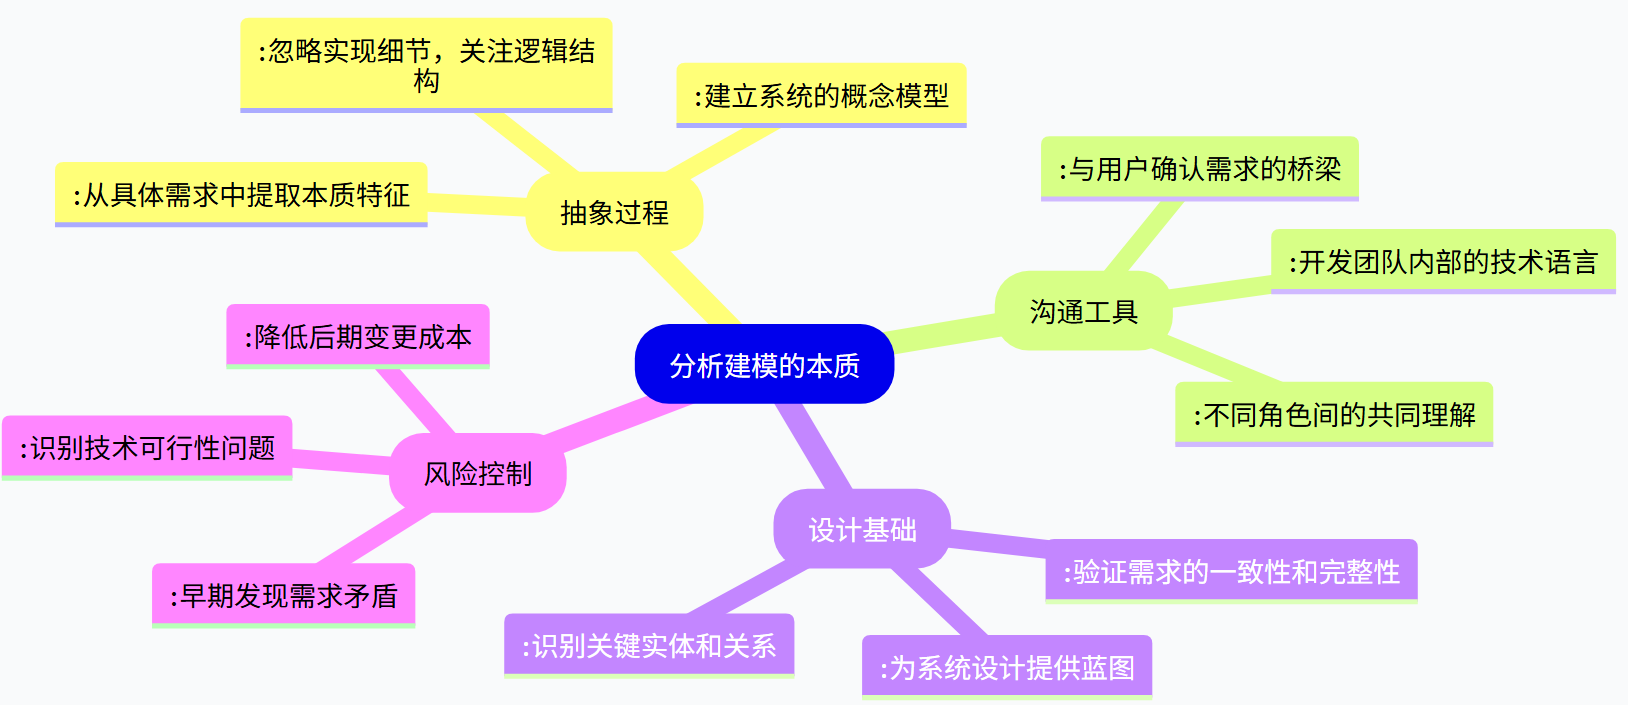 :忽略实现细节，关注逻辑结
构
:建立系统的概念模型
:从具体需求中提取本质特征
抽象过程
:与用户确认需求的桥梁
:开发团队内部的技术语言
沟通工具
:不同角色间的共同理解
分析建模的本质
:降低后期变更成本
:识别技术可行性问题
风险控制
:早期发现需求矛盾
设计基础
:验证需求的一致性和完整性
:识别关键实体和关系
:为系统设计提供蓝图